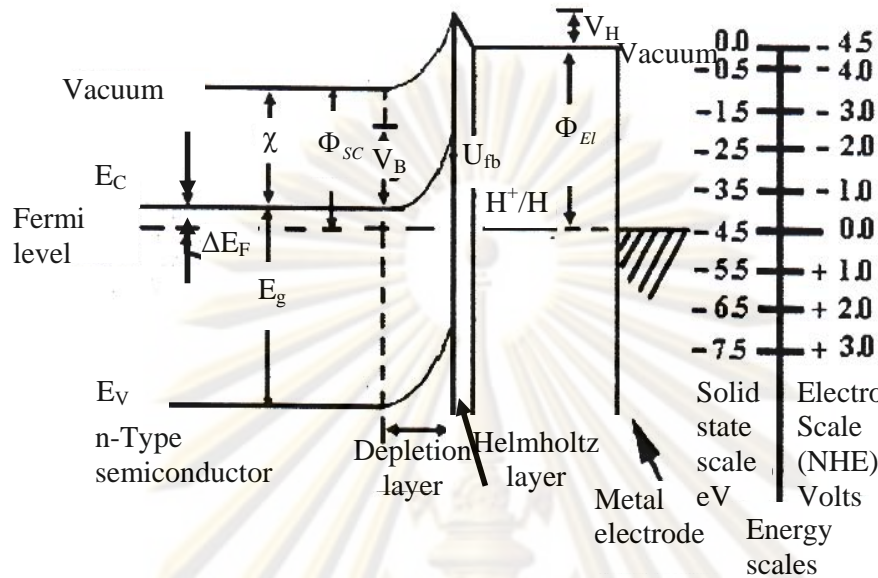 V_H
Vacuum
Vacuum
0.0 - 4.5
-0.5 - 4.0
-1.5 - 3.0
-2.5 - 2.0
-3.5 - 1.0
-4.5 0.0
-5.5 + 1.0
-6.5 + 2.0
-7.5 + 3.0
χ
Φ_SC
V_B
U_fb
Φ_El
E_C
H⁺/H
Fermi
level
ΔE_F
E_g
E_V
n-Type
semiconductor
Depletion
layer
Helmholtz
layer
Metal
electrode
Solid
state
scale
eV
Electro
Scale
(NHE)
Volts
Energy
scales